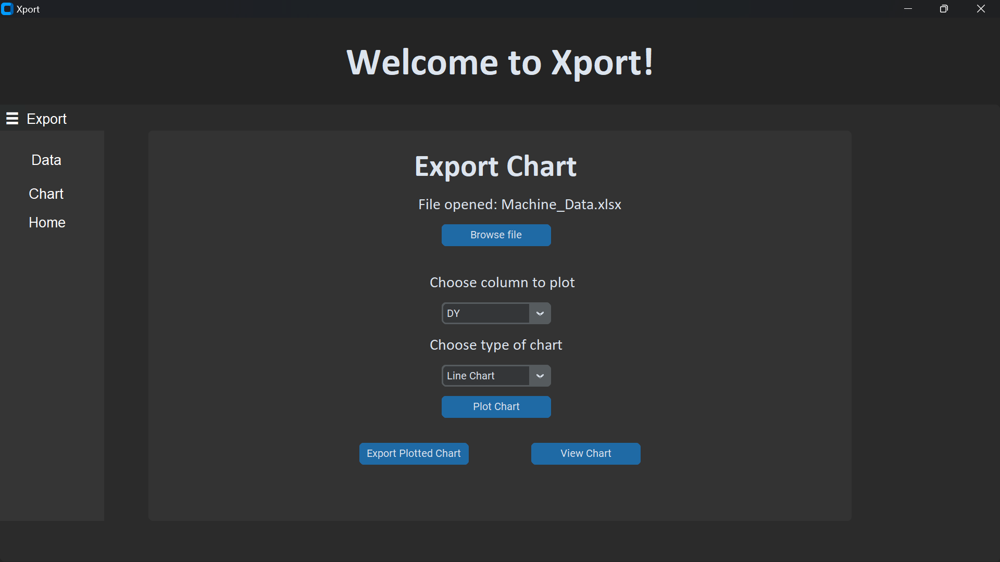 Xport
Welcome to Xport!
Export
Data
Chart
Home
Export Chart
File opened: Machine_Data.xlsx
Browse file
Choose column to plot
DY
Choose type of chart
Line Chart
Plot Chart
Export Plotted Chart
View Chart